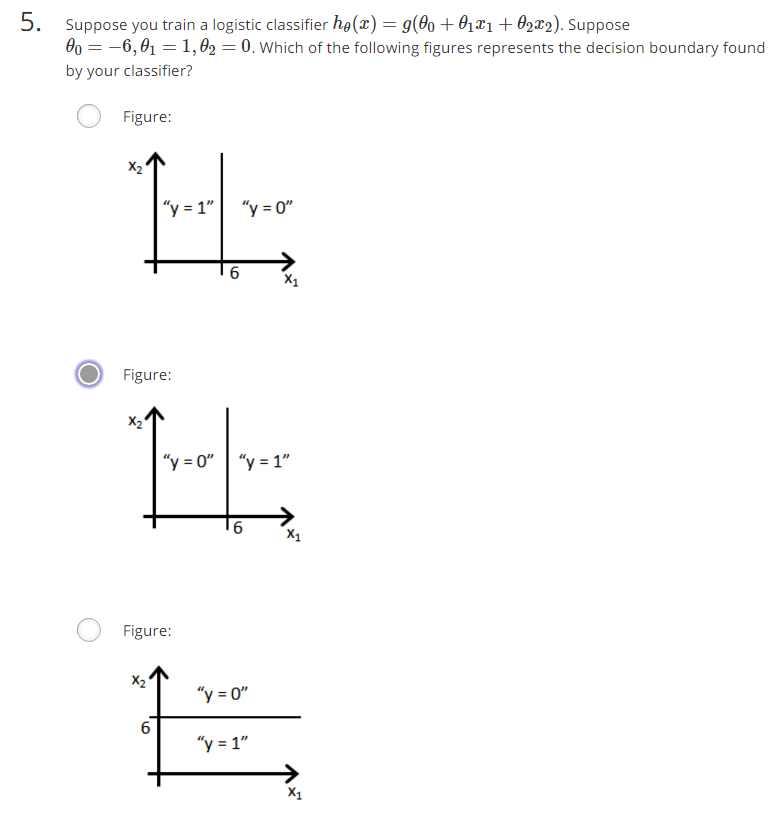 5. Suppose you train a logistic classifier hθ(x) = g(θ0 + θ1x1 + θ2x2). Suppose
θ0 = −6, θ1 = 1, θ2 = 0. Which of the following figures represents the decision boundary found
by your classifier?
Figure:
x2
“y = 1” “y = 0”
6
x1
Figure:
x2
“y = 0” “y = 1”
6
x1
Figure:
x2
“y = 0”
6
“y = 1”
x1